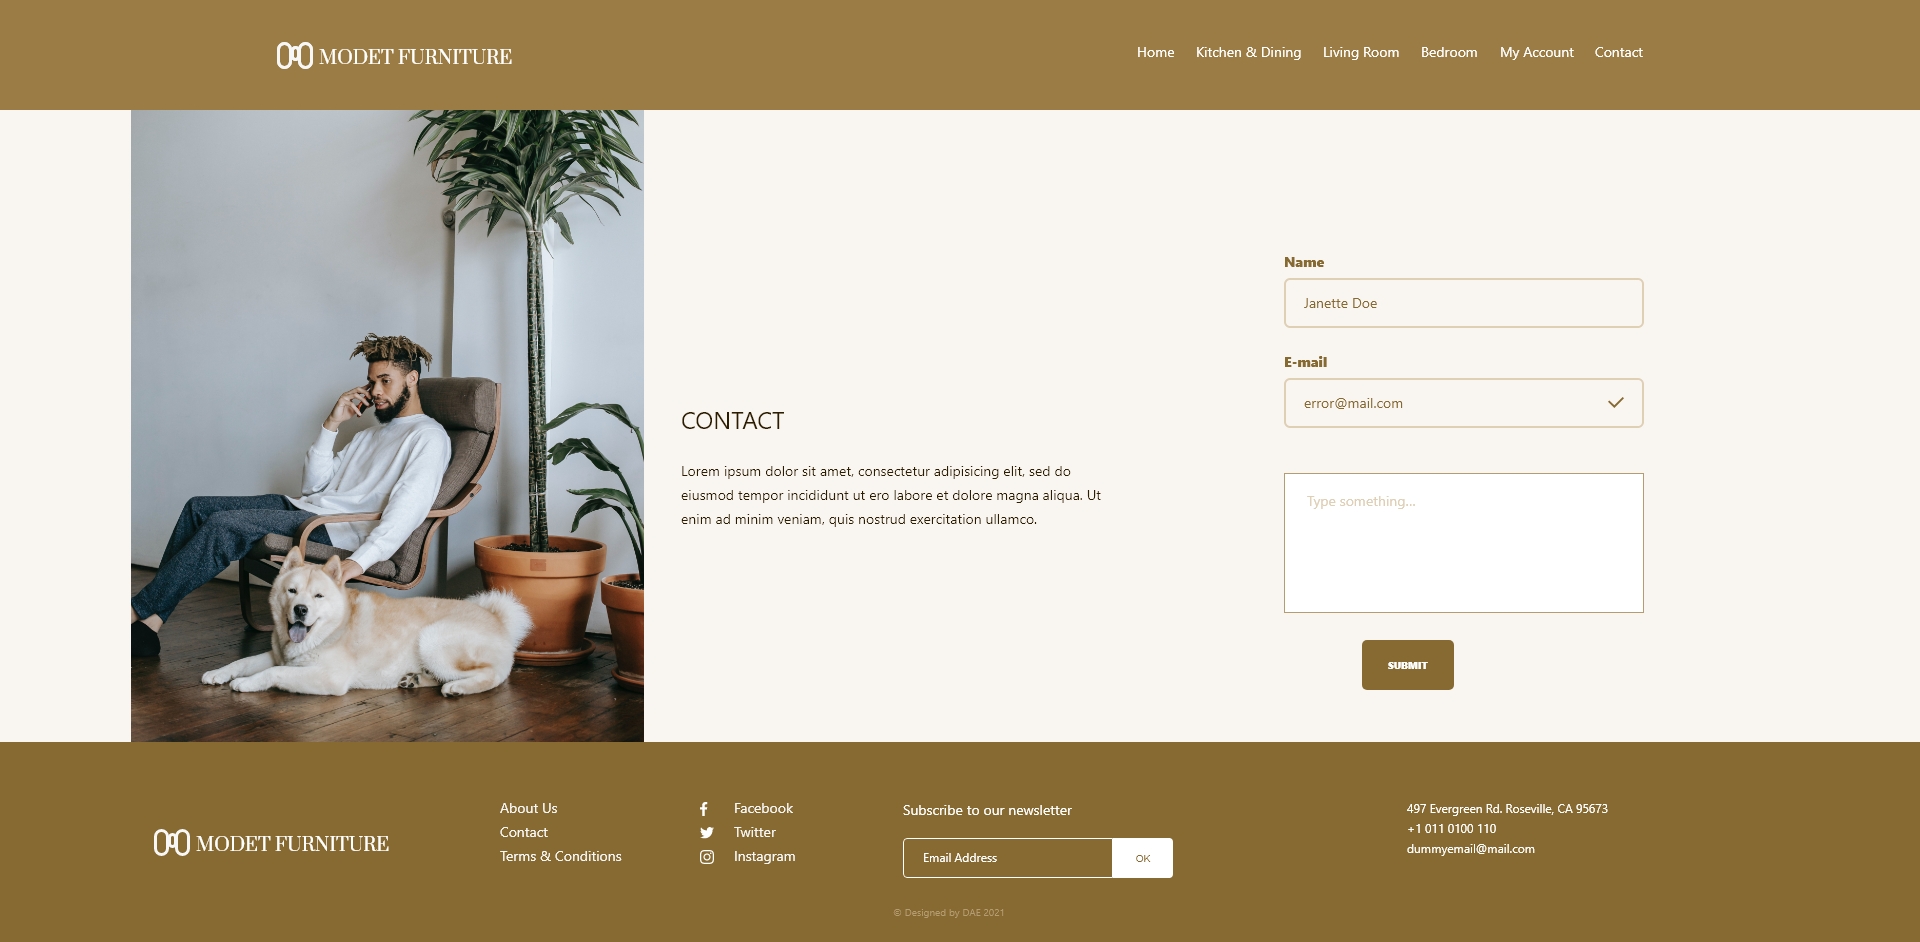 MODET FURNITURE
Home
Kitchen & Dining
Living Room
Bedroom
My Account
Contact
CONTACT
Lorem ipsum dolor sit amet, consectetur adipisicing elit, sed do
eiusmod tempor incididunt ut ero labore et dolore magna aliqua. Ut
enim ad minim veniam, quis nostrud exercitation ullamco.
Name
Janette Doe
E-mail
error@mail.com
Type something...
SUBMIT
MODET FURNITURE
About Us
Contact
Terms & Conditions
Facebook
Twitter
Instagram
Subscribe to our newsletter
Email Address
OK
497 Evergreen Rd. Roseville, CA 95673
+1 011 0100 110
dummyemail@mail.com
© Designed by DAE 2021